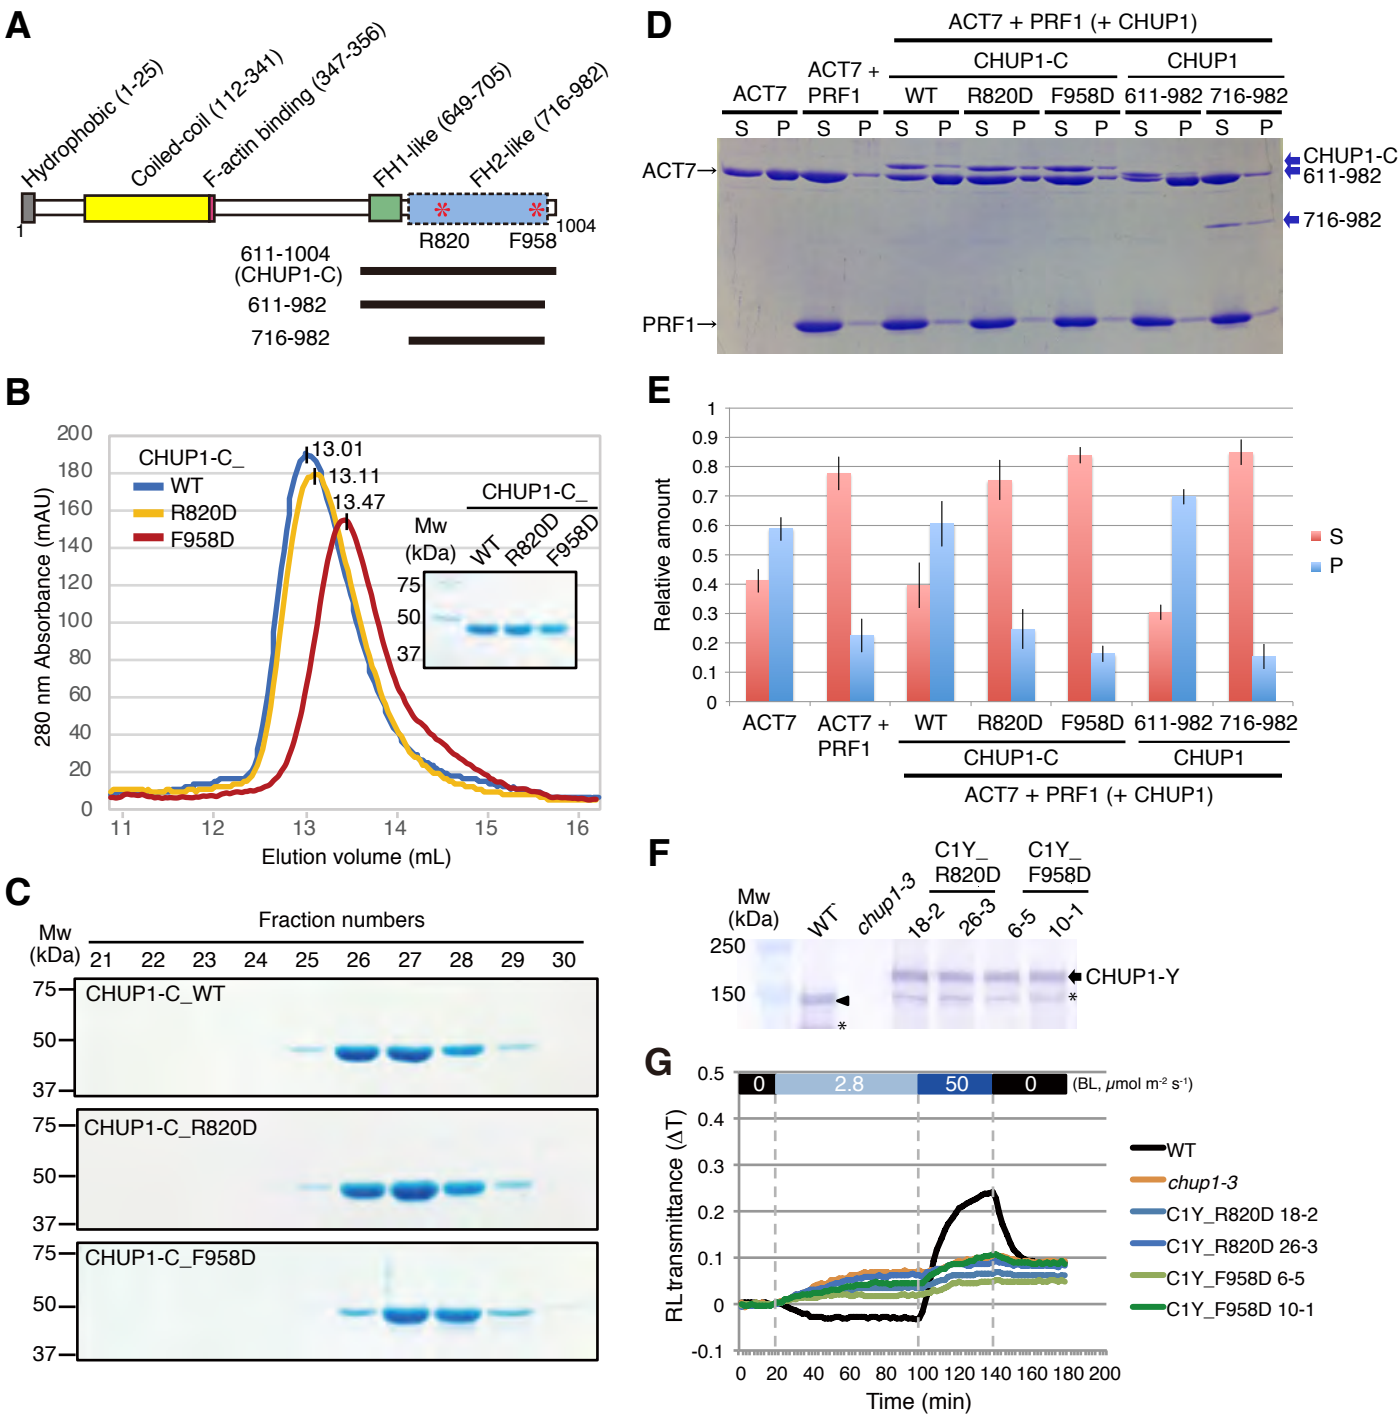 A
Hydrophobic (1-25)
Coiled-coil (112-341)
F-actin binding (347-356)
FH1-like (649-705)
FH2-like (716-982)
1
1004
R820
F958
611-1004
(CHUP1-C)
611-982
716-982
B
CHUP1-C_
WT
R820D
F958D
13.01
13.11
13.47
200
180
160
140
120
100
80
60
40
20
0
280 nm Absorbance (mAU)
11
12
13
14
15
16
Elution volume (mL)
CHUP1-C_
Mw
(kDa)
WT
R820D
F958D
75
50
37
C
Fraction numbers
Mw
(kDa)
21 22 23 24 25 26 27 28 29 30
75
50
37
CHUP1-C_WT
75
50
37
CHUP1-C_R820D
75
50
37
CHUP1-C_F958D
D
ACT7 + PRF1 (+ CHUP1)
CHUP1-C
CHUP1
ACT7
ACT7 +
PRF1
WT
R820D
F958D
611-982
716-982
S P S P S P S P S P S P S P
ACT7→
PRF1→
CHUP1-C
611-982
716-982
E
1
0.9
0.8
0.7
0.6
0.5
0.4
0.3
0.2
0.1
0
Relative amount
S
P
ACT7
ACT7 +
PRF1
WT
R820D
F958D
611-982
716-982
CHUP1-C
CHUP1
ACT7 + PRF1 (+ CHUP1)
F
Mw
(kDa)
WT`
chup1-3
C1Y_
R820D
C1Y_
F958D
18-2
26-3
6-5
10-1
250
150
*
CHUP1-Y
*
G
0.5
0.4
0.3
0.2
0.1
0
-0.1
RL transmittance (ΔT)
0
2.8
50
0
(BL, µmol m⁻² s⁻¹)
WT
chup1-3
C1Y_R820D 18-2
C1Y_R820D 26-3
C1Y_F958D 6-5
C1Y_F958D 10-1
0 20 40 60 80 100 120 140 160 180 200
Time (min)